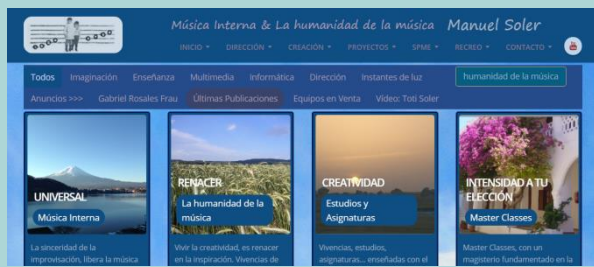 Música Interna & La humanidad de la música Manuel Soler
INICIO DIRECCIÓN CREACIÓN PROYECTOS SPME RECREO CONTACTO
Todos Imaginación Enseñanza Multimedia Informática Dirección Instantes de luz humanidad de la música
Anuncios >>> Gabriel Rosales Frau Últimas Publicaciones Equipos en Venta Vídeo: Toti Soler
UNIVERSAL
Música Interna
La sinceridad de la
improvisación, libera la música
RENACER
La humanidad de la
música
Vivir la creatividad, es renacer
en la inspiración. Vivencias de
CREATIVIDAD
Estudios y
Asignaturas
Vivencias, estudios,
asignaturas... enseñadas con el
INTENSIDAD A TU
ELECCIÓN
Master Classes
Master Classes, con un
magisterio fundamentado en la